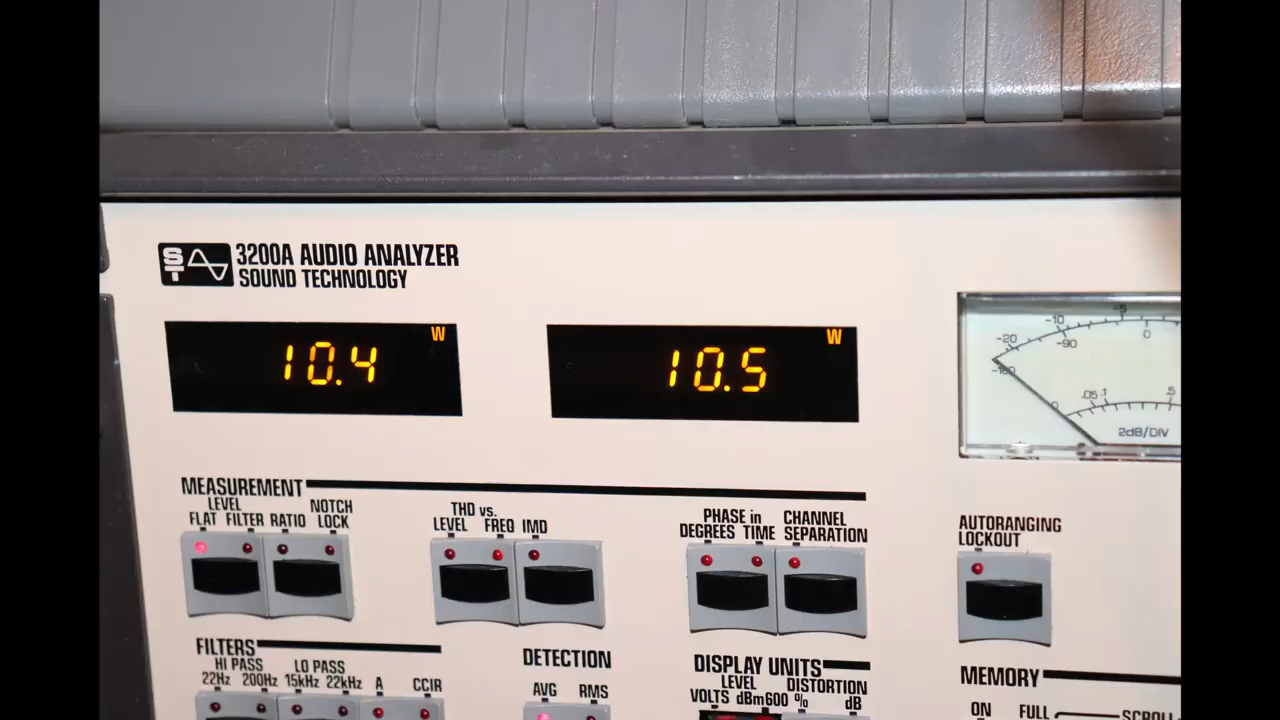 ST
3200A AUDIO ANALYZER
SOUND TECHNOLOGY
10.4 W
10.5 W
-20 -10 -5
-100 -90 0
0 .05 .1 .5
2dB/DIV
MEASUREMENT
LEVEL
FLAT FILTER RATIO
NOTCH
LOCK
THD vs.
LEVEL FREQ IMD
PHASE in
DEGREES TIME
CHANNEL
SEPARATION
AUTORANGING
LOCKOUT
FILTERS
HI PASS LO PASS
22Hz 200Hz 15kHz 22kHz A CCIR
DETECTION
AVG RMS
DISPLAY UNITS
LEVEL DISTORTION
VOLTS dBm600 % dB
MEMORY
ON FULL SCROLL